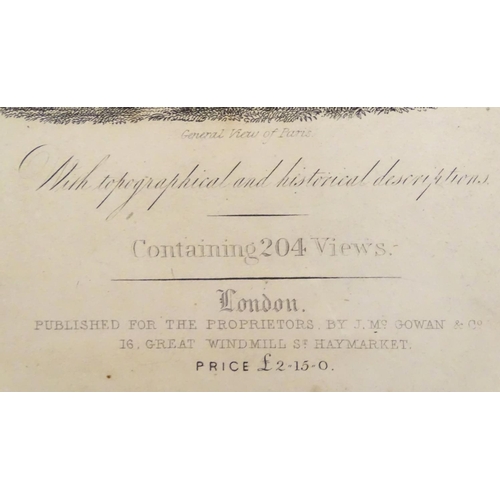 General View of Paris
With topographical and historical descriptions.
Containing 204 Views.
London.
PUBLISHED FOR THE PROPRIETORS, BY J. Mc GOWAN & Co
16, GREAT WINDMILL St HAYMARKET.
PRICE £2-15-0.